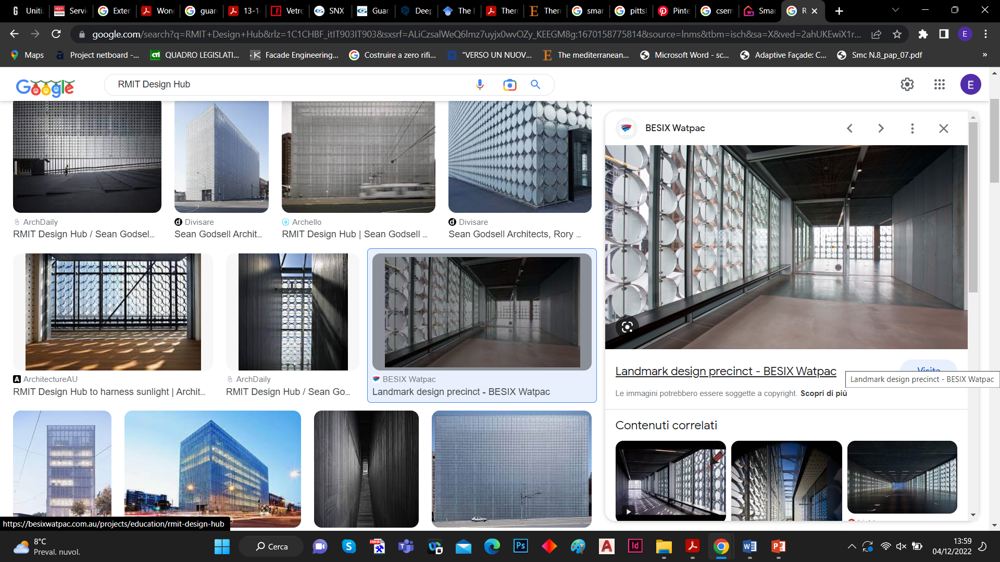 Uniti
Servi
Exter
Won
guar
13-1
Vetro
SNX
Guar
Deep
The E
Ther
Ther
smar
pittsl
Pinte
csem
Smar
R
google.com/search?q=RMIT+Design+Hub&rlz=1C1CHBF_itIT903IT903&sxsrf=ALiCzsalWeQ6lmz7uyjx0wvOZy_KEEGM8g:1670158775814&source=lnms&tbm=isch&sa=X&ved=2ahUKEwiX1r...
E
Maps
Project netboard -...
QUADRO LEGISLATI...
Facade Engineering...
Costruire a zero rifi...
“VERSO UN NUOV...
The mediterranean...
Microsoft Word - sc...
Adaptive Façade: C...
Smc N.8_pap_07.pdf
»
Google
RMIT Design Hub
E
BESIX Watpac
ArchDaily
RMIT Design Hub / Sean Godsel...
Divisare
Sean Godsell Archit...
Archello
RMIT Design Hub | Sean Godsell ...
Divisare
Sean Godsell Architects, Rory ...
ArchitectureAU
RMIT Design Hub to harness sunlight | Archit...
ArchDaily
RMIT Design Hub / Sean Go...
BESIX Watpac
Landmark design precinct - BESIX Watpac
Landmark design precinct - BESIX Watpac
Visita
Landmark design precinct - BESIX Watpac
Le immagini potrebbero essere soggette a copyright. Scopri di più
Contenuti correlati
https://besixwatpac.com.au/projects/education/rmit-design-hub
8°C
Preval. nuvol.
Cerca
13:59
04/12/2022